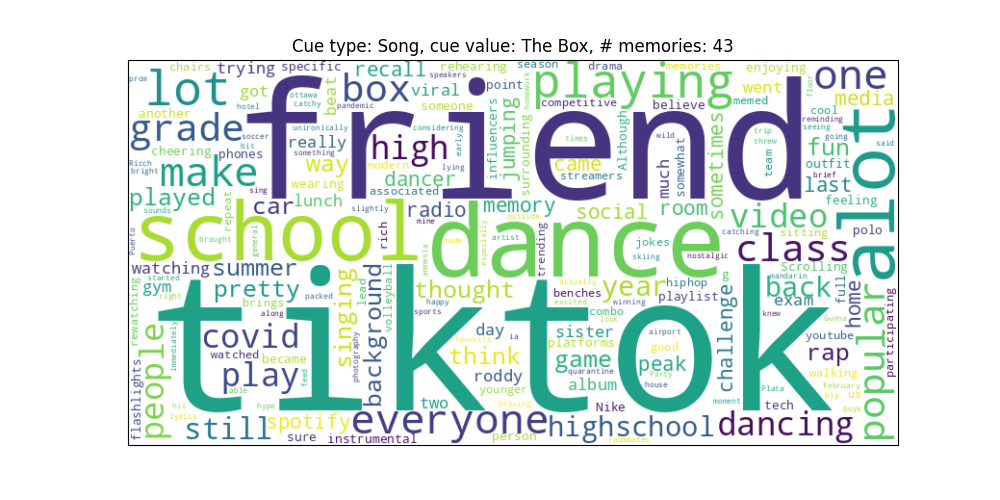 Cue type: Song, cue value: The Box, # memories: 43
prom chairs trying specific recall rehearing season drama memories enjoying
lot got beat box viral speakers point playing went one
another hotel ottawa catchy pandemic someone competitive believe memed cool media
grade soccer unironically considering influencers jumping surrounding homework times Although wild trip floor reminding seeing going said
cheering phones bit really something high early modern came streamers much somewhat team threw fun
friend
make way lying dancer sometimes outfit brief last
Ricch bright sing wearing associated feeling
played repeat car lunch slightly rich radio memory social room video alot
sounds mine outside catching sitting polo
Puerto school brought general amnesia made especially artist dance trending jokes skiing nostalgic class
watching summer Scrolling mandarin
started gym pretty singing background lead volleyball thought actually hiphop back full home
rewatching right brings packed happy benches year playlist challenge exam participating
immediately along sports winning excited combo look airport knew Gunna
people covid photography favorite day ia sister platforms good youtube popular
watched became think game peak rap
tiktok
play able feed roddy quarantine house Party Plata February walking
hit hype younger album moment big us
flashlights lyrics two Driving Nike tech boys
still spotify everyone highschool dancing
sure instrumental person roommates